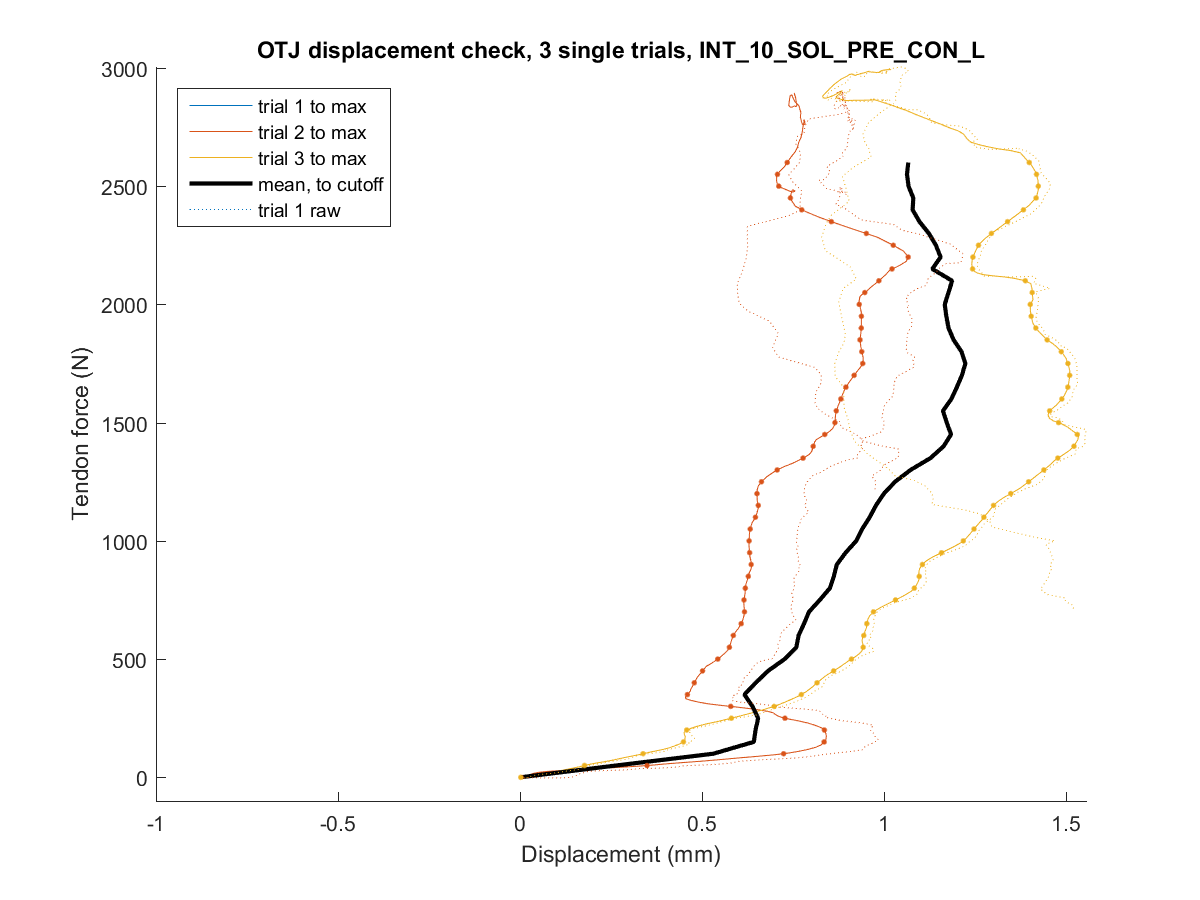 OTJ displacement check, 3 single trials, INT_10_SOL_PRE_CON_L
trial 1 to max
trial 2 to max
trial 3 to max
mean, to cutoff
trial 1 raw
3000
2500
2000
1500
1000
500
0
Tendon force (N)
-1
-0.5
0
0.5
1
1.5
Displacement (mm)